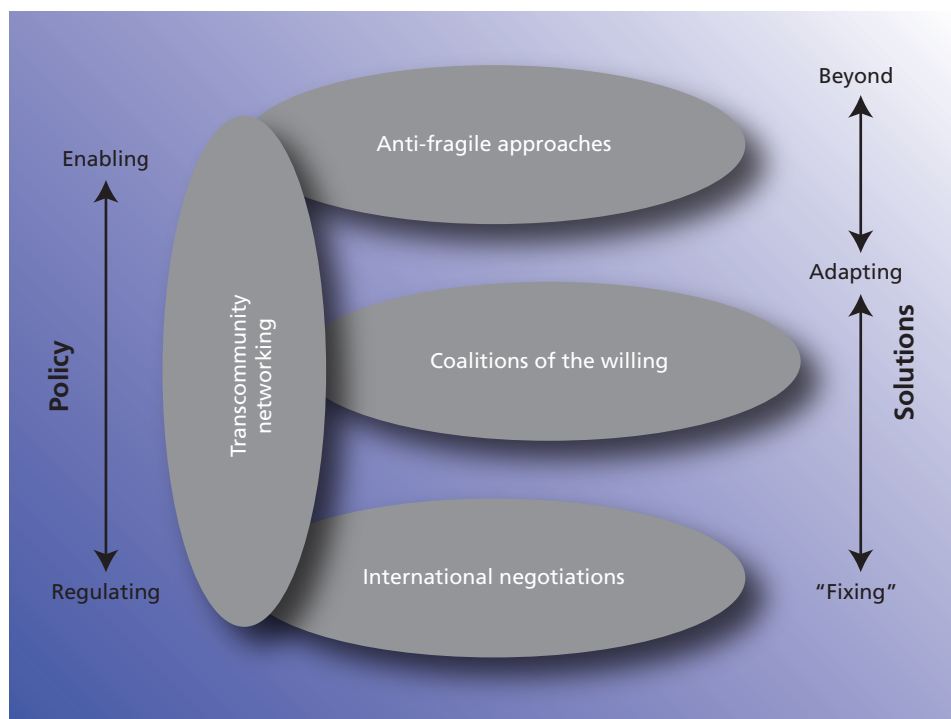 Beyond
Anti-fragile approaches
Enabling
Adapting
Transcommunity
networking
Coalitions of the willing
Policy
Solutions
International negotiations
Regulating
“Fixing”